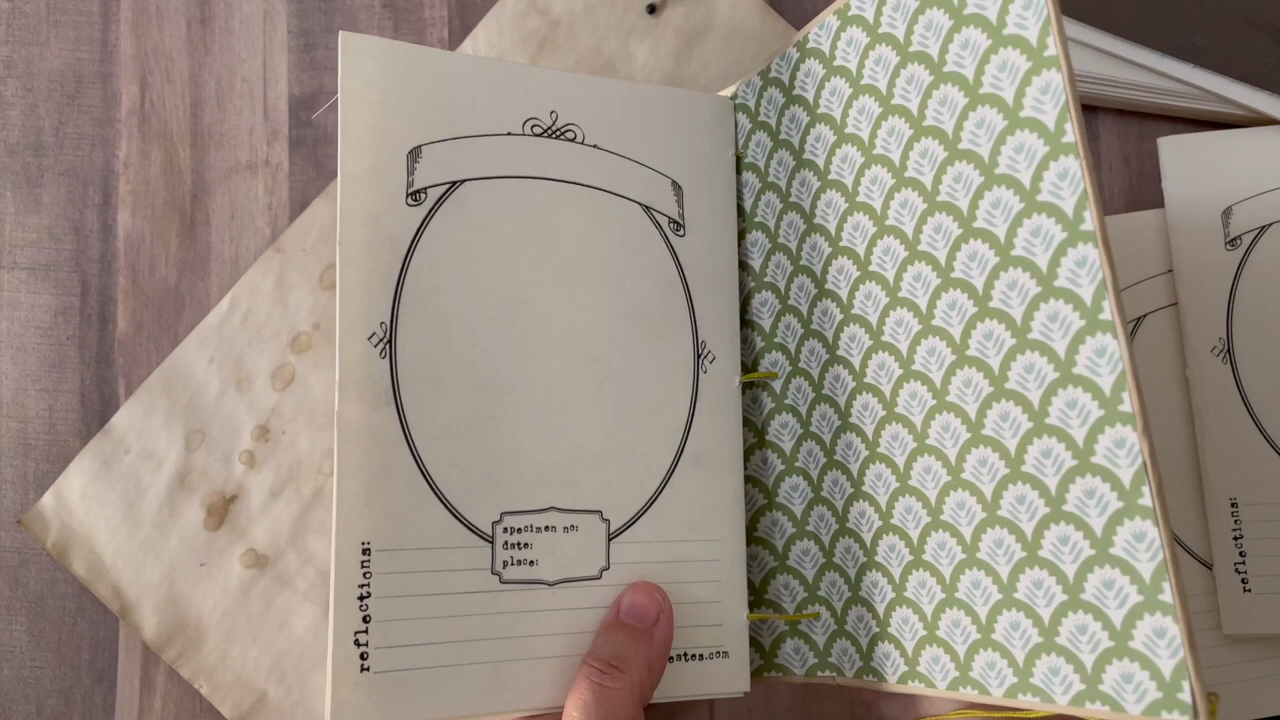 specimen no:
date:
place:
reflections:
reflections: